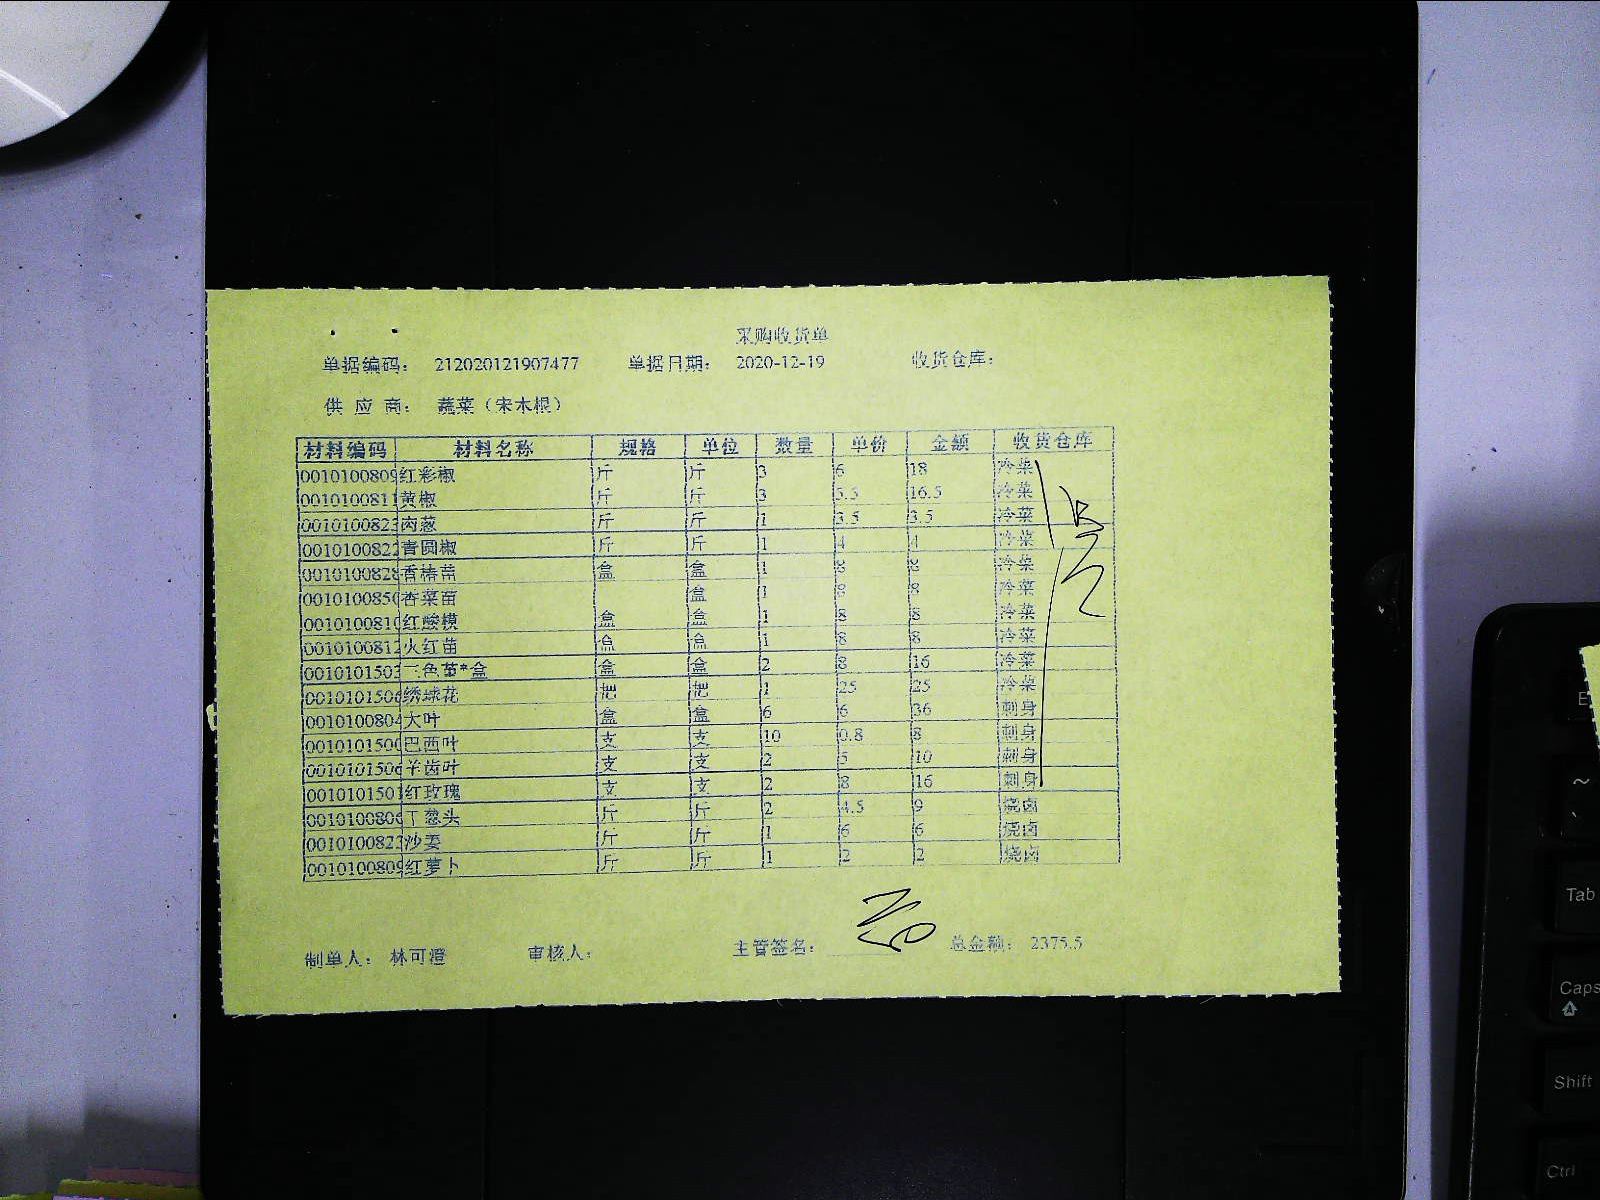 采购收货单
单据编码: 212020121907477 单据日期: 2020-12-19 收货仓库:
供 应 商: 蔬菜（宋木根）
材料编码 材料名称 规格 单位 数量 单价 金额 收货仓库
0010100809 红彩椒 斤 斤 3 6 18 冷菜
0010100811 黄椒 斤 斤 3 5.5 16.5 冷菜
0010100823 肉葱 斤 斤 1 3.5 3.5 冷菜
0010100822 青圆椒 斤 斤 1 4 4 冷菜
0010100828 香椿苗 盒 盒 1 8 8 冷菜
0010100850 香菜苗 盒 1 8 8 冷菜
0010100810 红酸模 盒 盒 1 8 8 冷菜
0010100812 火红苗 盒 盒 1 8 8 冷菜
0010101503 三色堇*盒 盒 盒 2 8 16 冷菜
0010101506 绣球花 把 把 1 25 25 冷菜
0010100804 大叶 盒 盒 6 6 36 刺身
0010101500 巴西叶 支 支 10 0.8 8 刺身
0010101506 羊齿叶 支 支 2 5 10 刺身
0010101501 红玫瑰 支 支 2 8 16 刺身
0010100806 丁葱头 斤 斤 2 4.5 9 烧卤
0010100823 沙姜 斤 斤 1 6 6 烧卤
0010100809 红萝卜 斤 斤 1 2 2 烧卤
制单人: 林可澄 审核人: 主管签名: 总金额: 2375.5
~
Tab
Caps
Shift
Ctrl